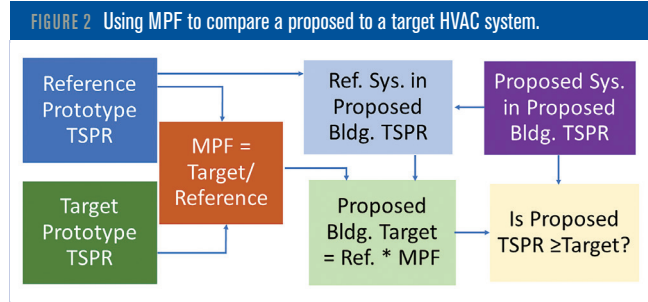 FIGURE 2 Using MPF to compare a proposed to a target HVAC system.
Reference
Prototype
TSPR
Target
Prototype
TSPR
MPF =
Target/
Reference
Ref. Sys. in
Proposed
Bldg. TSPR
Proposed
Bldg. Target
= Ref. * MPF
Proposed Sys.
in Proposed
Bldg. TSPR
Is Proposed
TSPR ≥Target?